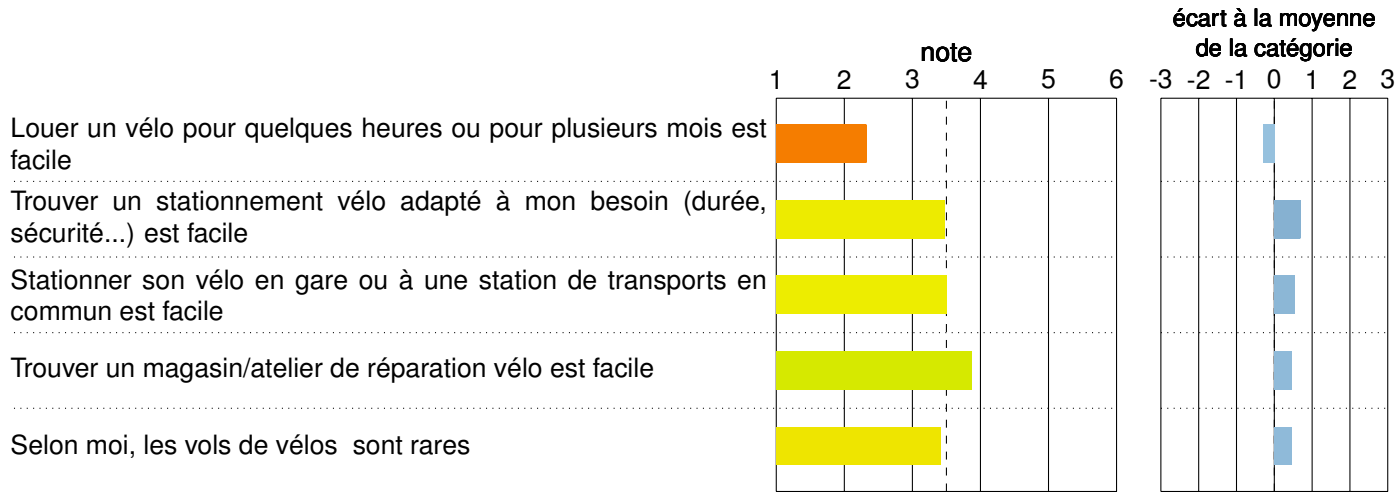 écart à la moyenne
note de la catégorie
1 2 3 4 5 6 -3 -2 -1 0 1 2 3
Louer un vélo pour quelques heures ou pour plusieurs mois est
facile
Trouver un stationnement vélo adapté à mon besoin (durée,
sécurité...) est facile
Stationner son vélo en gare ou à une station de transports en
commun est facile
Trouver un magasin/atelier de réparation vélo est facile
Selon moi, les vols de vélos sont rares